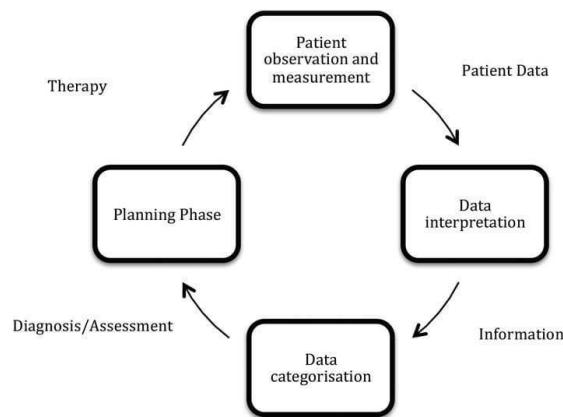 Patient
observation and
measurement
Patient Data
Data
interpretation
Information
Data
categorisation
Diagnosis/Assessment
Planning Phase
Therapy